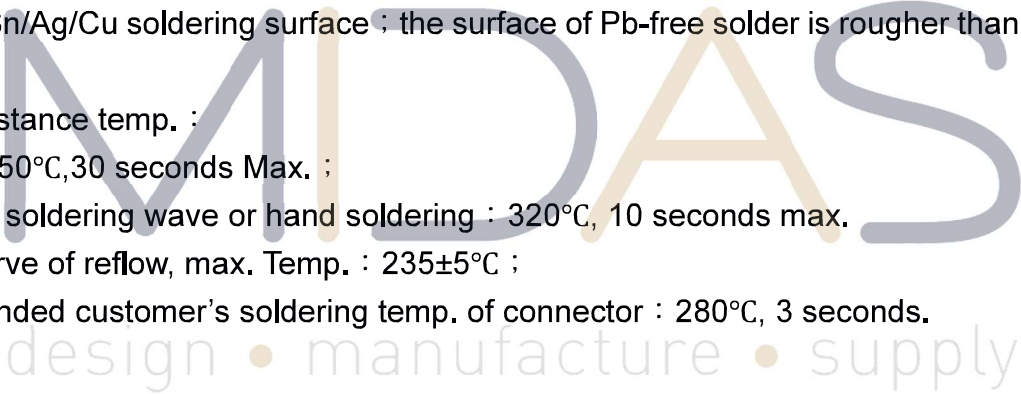 Sn/Ag/Cu soldering surface；the surface of Pb-free solder is rougher than
stance temp.：
50℃,30 seconds Max.；
soldering wave or hand soldering：320℃, 10 seconds max.
rve of reflow, max. Temp.：235±5℃；
nded customer’s soldering temp. of connector：280℃, 3 seconds.
MIDAS
design • manufacture • supply